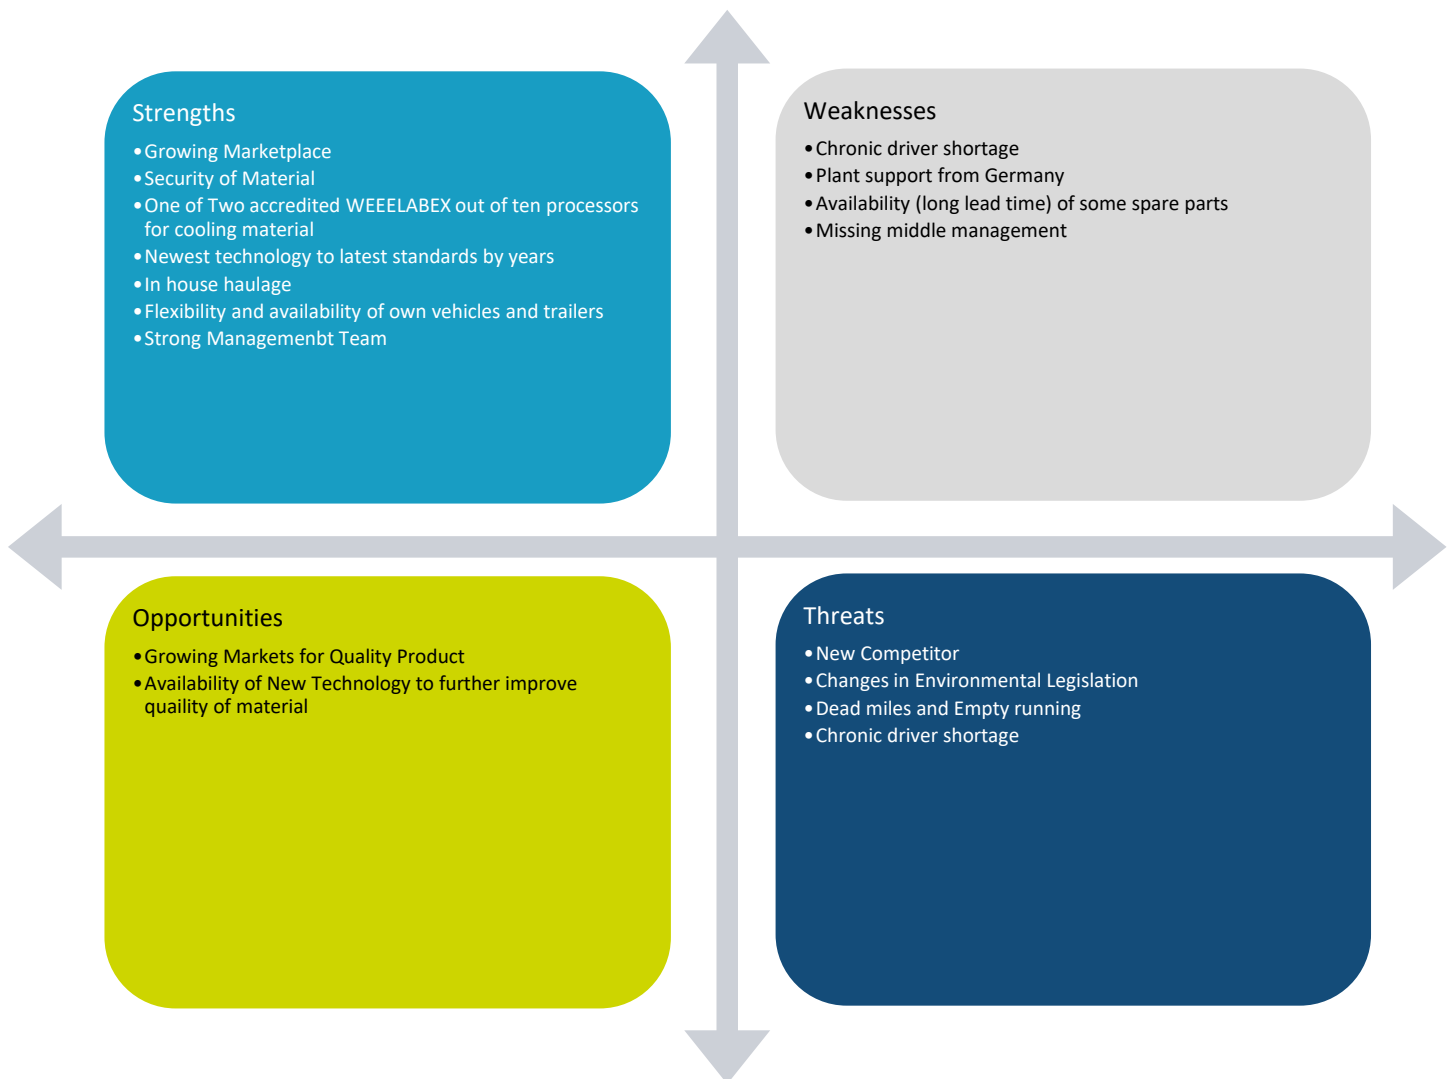 Strengths
•Growing Marketplace
•Security of Material
•One of Two accredited WEEELABEX out of ten processors
for cooling material
•Newest technology to latest standards by years
•In house haulage
•Flexibility and availability of own vehicles and trailers
•Strong Managemenbt Team
Weaknesses
•Chronic driver shortage
•Plant support from Germany
•Availability (long lead time) of some spare parts
•Missing middle management
Opportunities
•Growing Markets for Quality Product
•Availability of New Technology to further improve
quaility of material
Threats
•New Competitor
•Changes in Environmental Legislation
•Dead miles and Empty running
•Chronic driver shortage